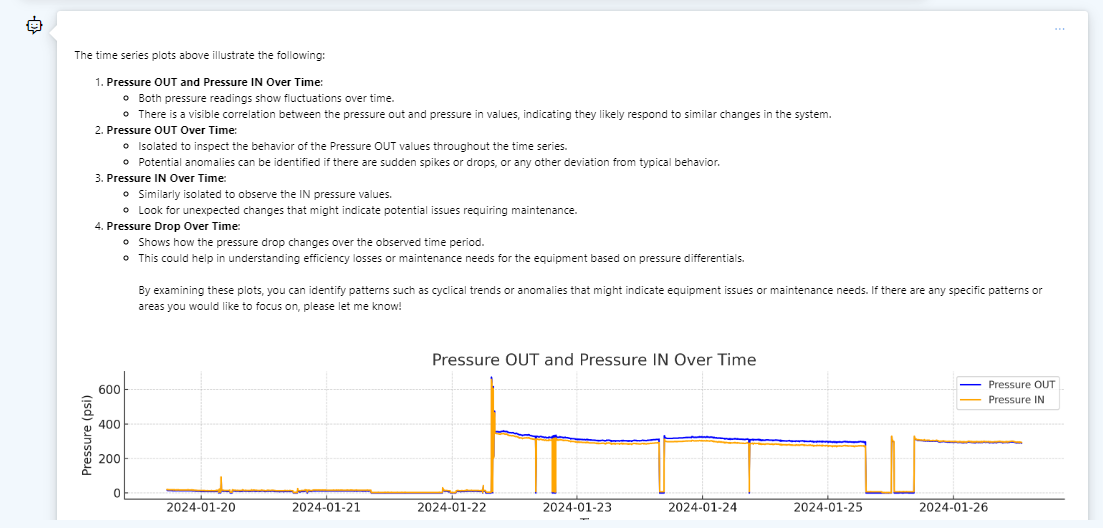 ...
The time series plots above illustrate the following:
1. Pressure OUT and Pressure IN Over Time:
Both pressure readings show fluctuations over time.
There is a visible correlation between the pressure out and pressure in values, indicating they likely respond to similar changes in the system.
2. Pressure OUT Over Time:
Isolated to inspect the behavior of the Pressure OUT values throughout the time series.
Potential anomalies can be identified if there are sudden spikes or drops, or any other deviation from typical behavior.
3. Pressure IN Over Time:
Similarly isolated to observe the IN pressure values.
Look for unexpected changes that might indicate potential issues requiring maintenance.
4. Pressure Drop Over Time:
Shows how the pressure drop changes over the observed time period.
This could help in understanding efficiency losses or maintenance needs for the equipment based on pressure differentials.
By examining these plots, you can identify patterns such as cyclical trends or anomalies that might indicate equipment issues or maintenance needs. If there are any specific patterns or
areas you would like to focus on, please let me know!
Pressure OUT and Pressure IN Over Time
Pressure OUT
Pressure IN
Pressure (psi)
600
400
200
0
2024-01-20 2024-01-21 2024-01-22 2024-01-23 2024-01-24 2024-01-25 2024-01-26